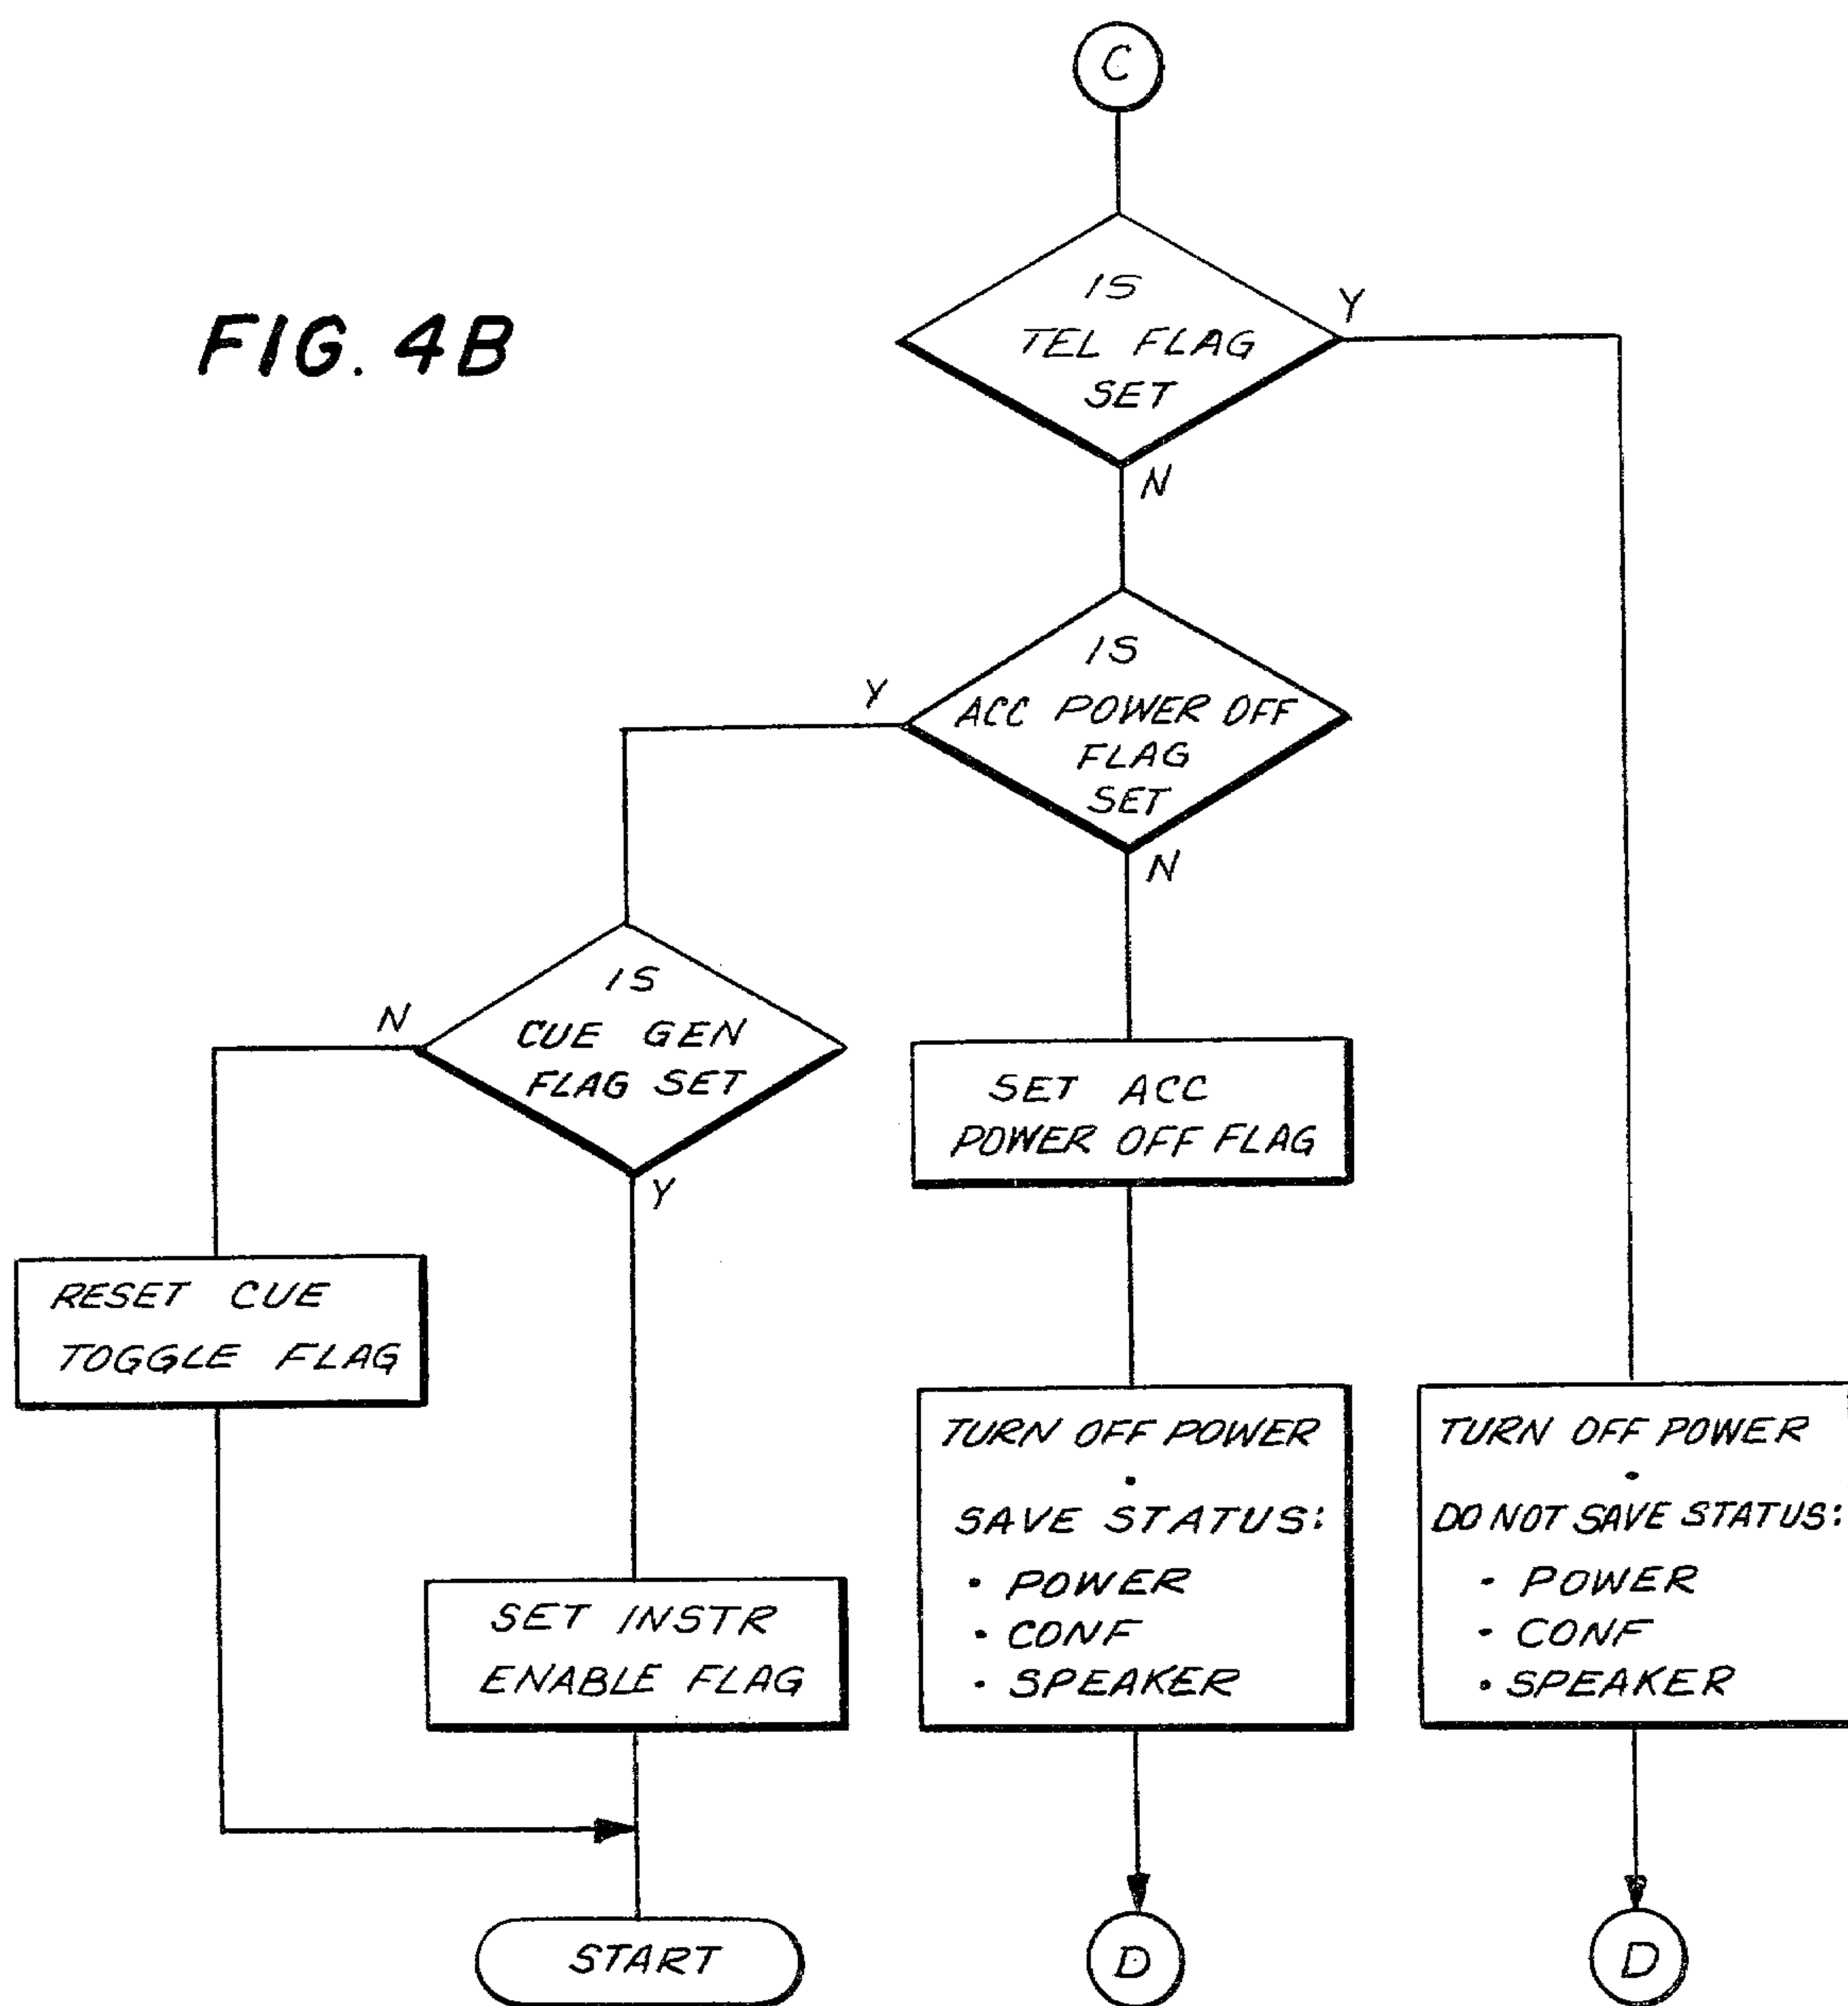 C
FIG. 4B
IS
TEL FLAG
SET
Y
N
IS
ACC POWER OFF
FLAG
SET
Y
N
IS
CUE GEN
FLAG SET
N
Y
SET ACC
POWER OFF FLAG
RESET CUE
TOGGLE FLAG
SET INSTR
ENABLE FLAG
TURN OFF POWER
•
SAVE STATUS:
• POWER
• CONF
• SPEAKER
TURN OFF POWER
•
DO NOT SAVE STATUS:
• POWER
• CONF
• SPEAKER
START
D
D